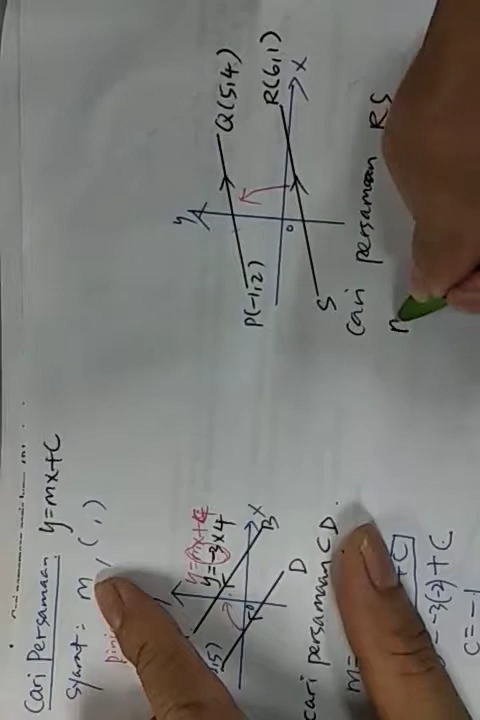 Cari Persamaan: y=mx+c
Syarat: m, ( , )
y
y=mx+c
y=-3x+4
x
B
D
cari persamaan CD.
m=
-3(2)+C
C=-1
y
Q(5,4)
R(6,1)
x
P(-1,2)
0
S
Cari persamaan RS